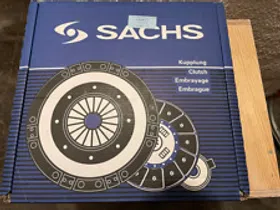 SACHS
Kupplung
Clutch
Embrayage
Embrague